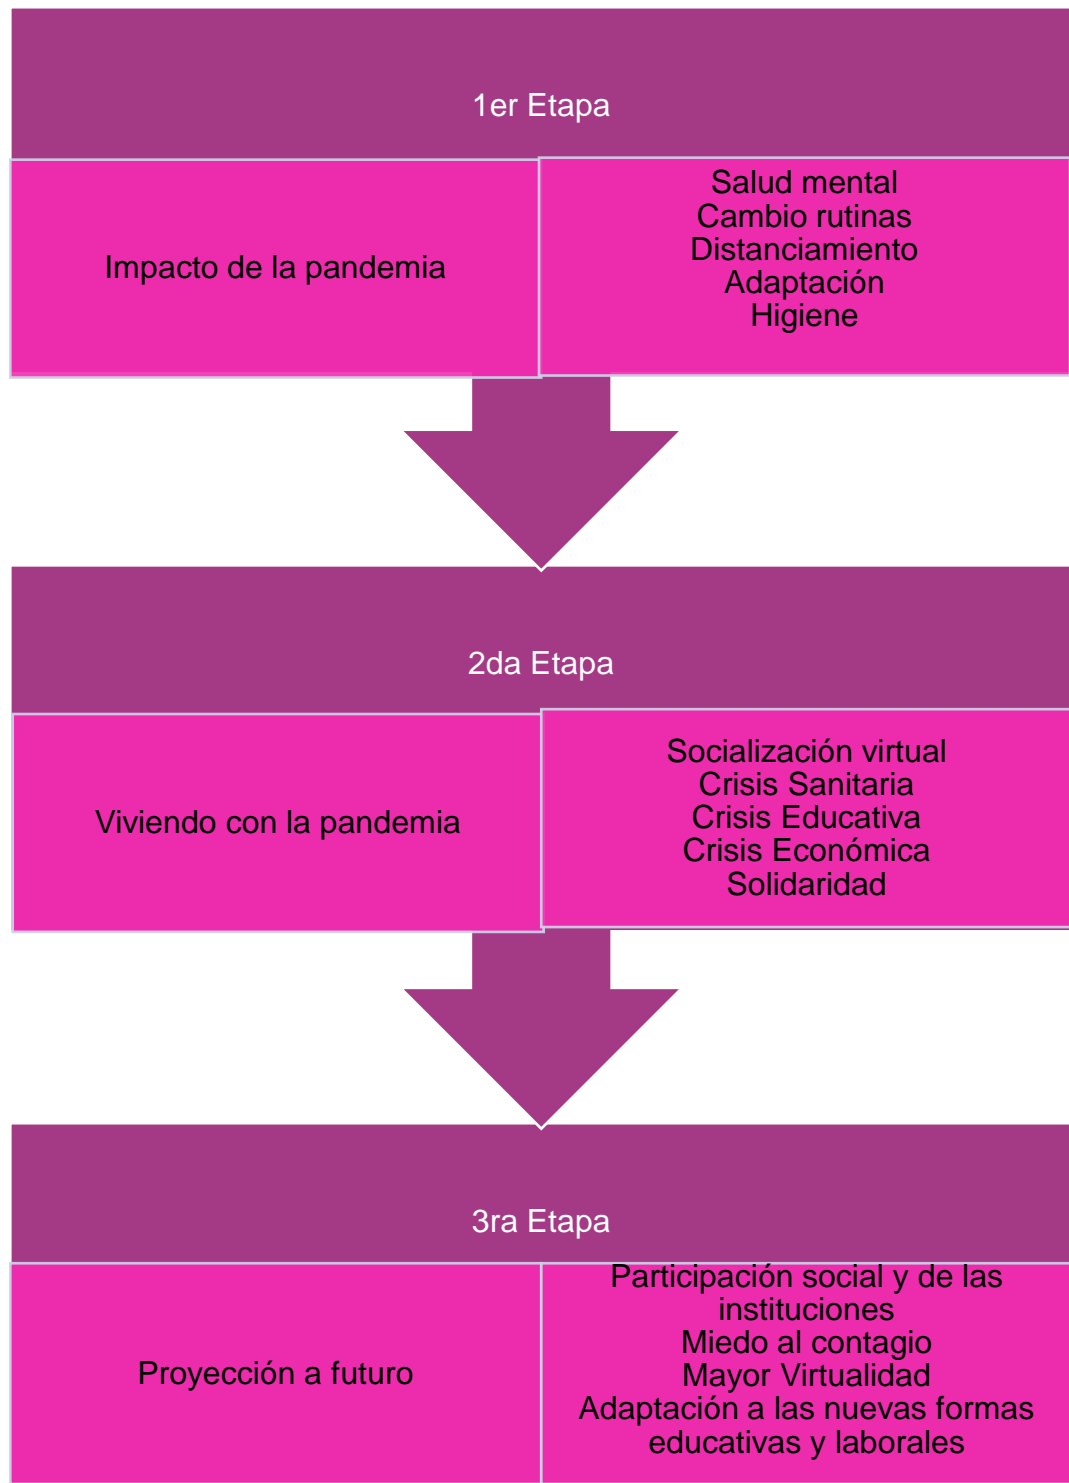 1er Etapa
Impacto de la pandemia
Salud mental
Cambio rutinas
Distanciamiento
Adaptación
Higiene
2da Etapa
Viviendo con la pandemia
Socialización virtual
Crisis Sanitaria
Crisis Educativa
Crisis Económica
Solidaridad
3ra Etapa
Proyección a futuro
Participación social y de las
instituciones
Miedo al contagio
Mayor Virtualidad
Adaptación a las nuevas formas
educativas y laborales